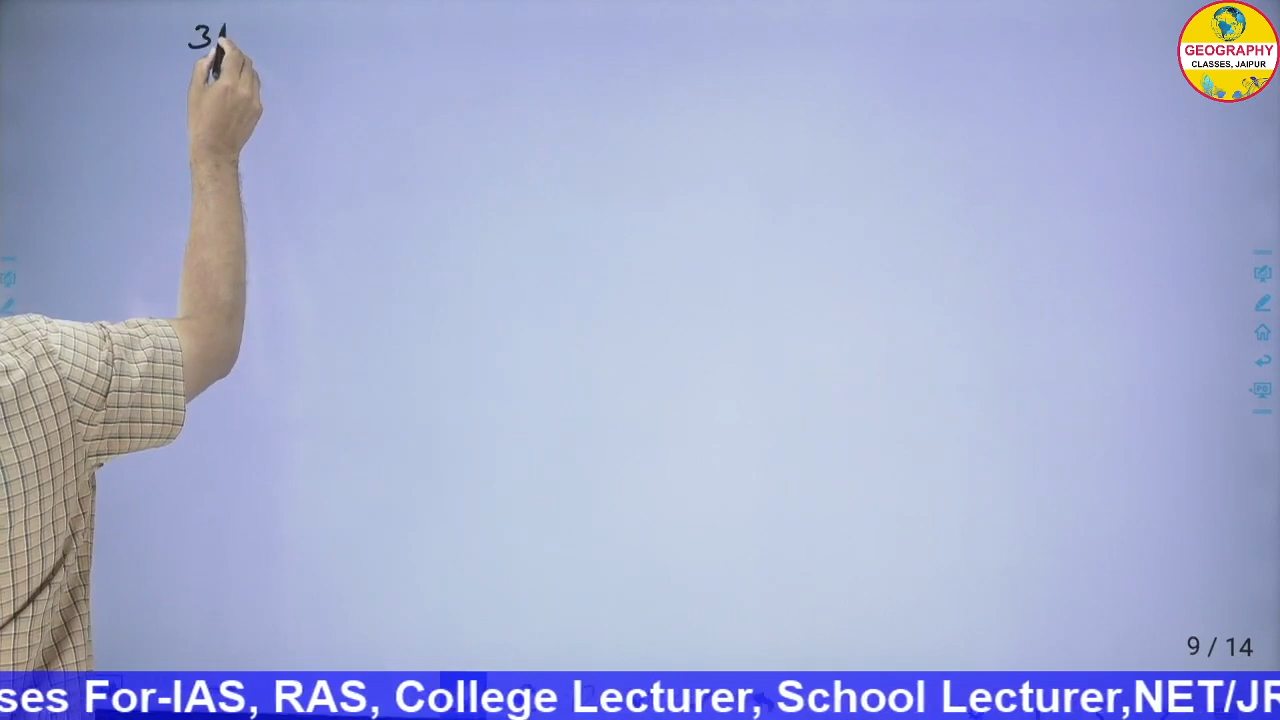 3
GEOGRAPHY
CLASSES, JAIPUR
9 / 14
ses For-IAS, RAS, College Lecturer, School Lecturer,NET/JR